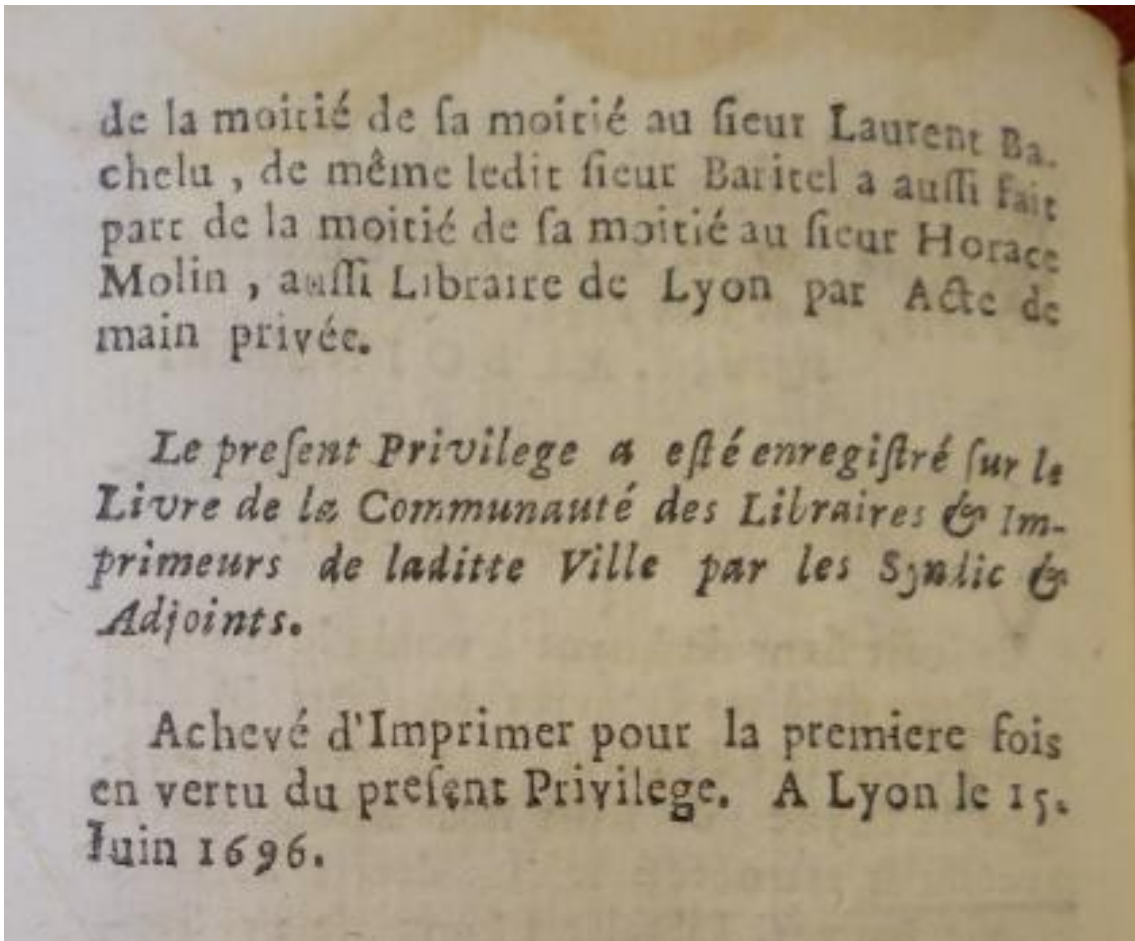 de la moitié de ſa moitié au ſieur Laurent Ba-
chelu , de même ledit ſieur Baritel a auſſi fait
part de la moitié de ſa moitié au ſieur Horace
Molin , auſſi Libraire de Lyon par Acte de
main privée.
Le preſent Privilege a eſté enregiſtré ſur le
Livre de la Communauté des Libraires & Im-
primeurs de laditte Ville par les Syndic &
Adjoints.
Achevé d'Imprimer pour la premiere fois
en vertu du preſent Privilege. A Lyon le 15.
Juin 1696.